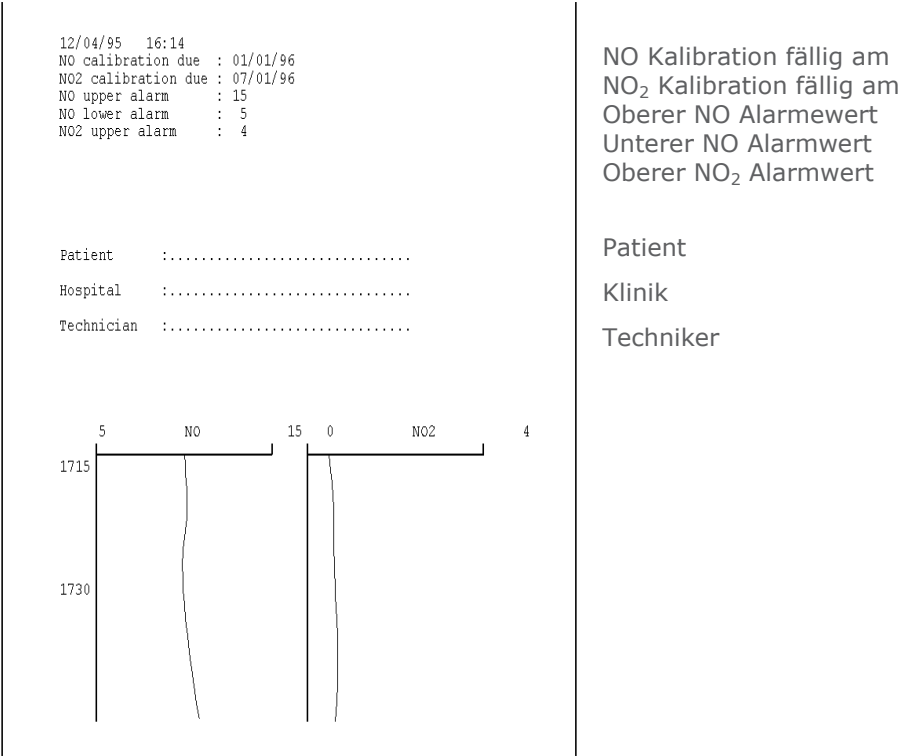 12/04/95 16:14
NO calibration due : 01/01/96
NO2 calibration due : 07/01/96
NO upper alarm : 15
NO lower alarm : 5
NO2 upper alarm : 4
Patient :...............................
Hospital :...............................
Technician :...............................
5 NO 15 0 NO2 4
1715
1730
NO Kalibration fällig am
NO₂ Kalibration fällig am
Oberer NO Alarmewert
Unterer NO Alarmwert
Oberer NO₂ Alarmwert
Patient
Klinik
Techniker